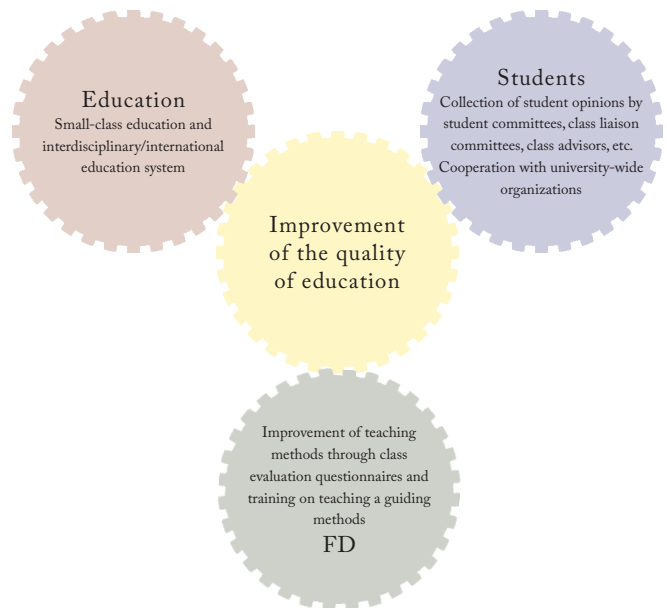 Education
Small-class education and
interdisciplinary/international
education system
Students
Collection of student opinions by
student committees, class liaison
committees, class advisors, etc.
Cooperation with university-wide
organizations
Improvement
of the quality
of education
Improvement of teaching
methods through class
evaluation questionnaires and
training on teaching a guiding
methods
FD